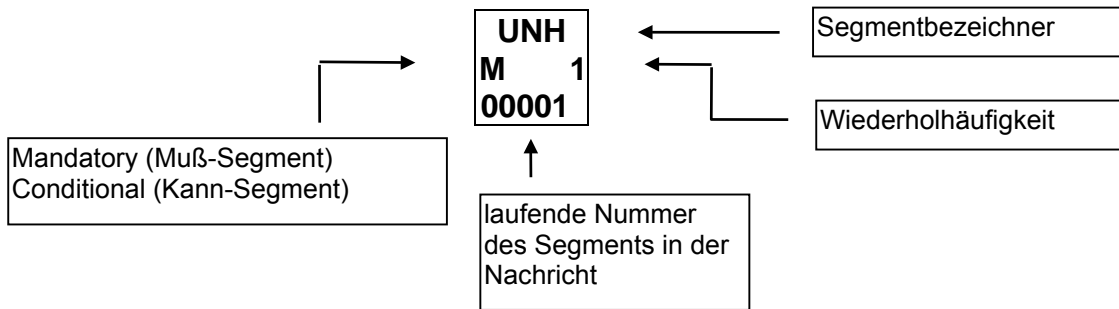 UNH
M 1
00001
Segmentbezeichner
Wiederholhäufigkeit
Mandatory (Muß-Segment)
Conditional (Kann-Segment)
laufende Nummer
des Segments in der
Nachricht